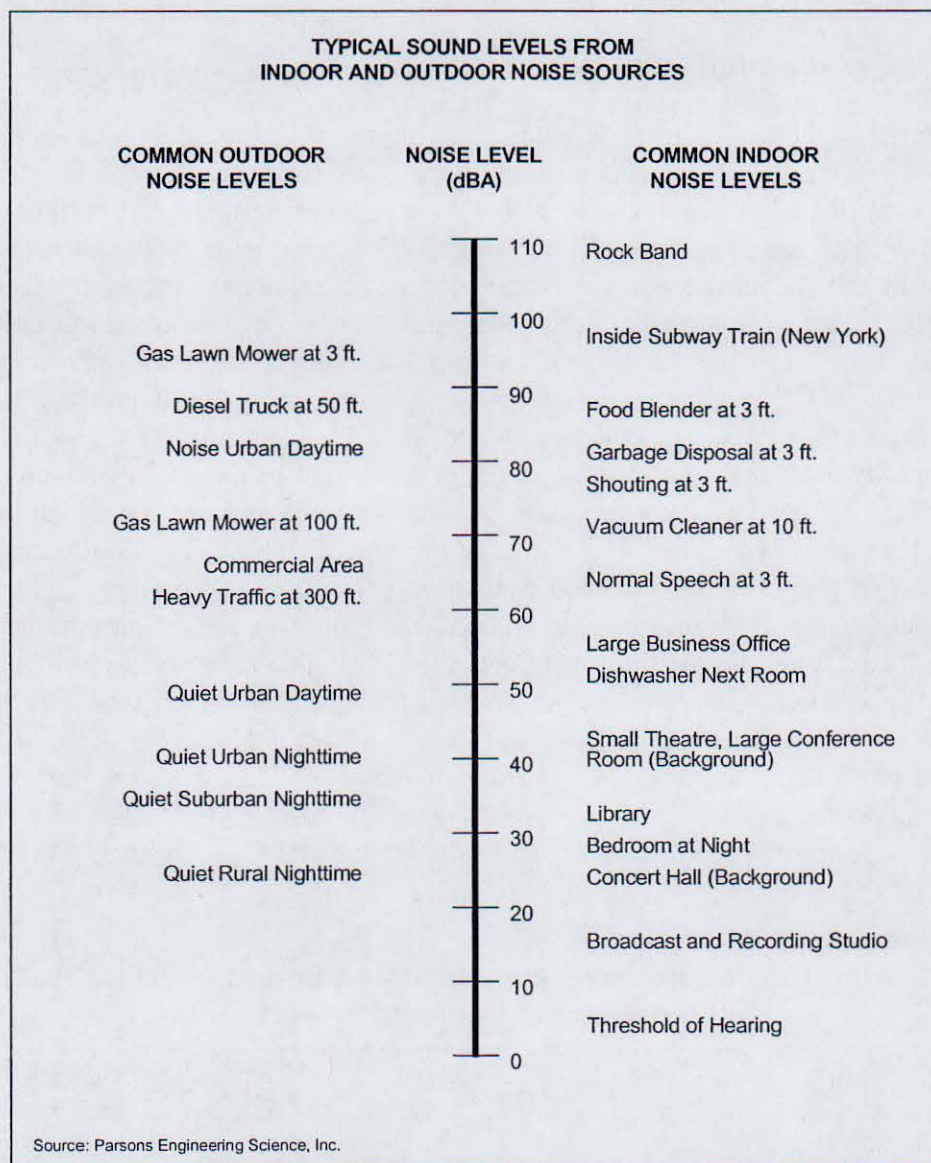 TYPICAL SOUND LEVELS FROM
INDOOR AND OUTDOOR NOISE SOURCES
COMMON OUTDOOR
NOISE LEVELS
NOISE LEVEL
(dBA)
COMMON INDOOR
NOISE LEVELS
110
Rock Band
100
Inside Subway Train (New York)
Gas Lawn Mower at 3 ft.
90
Diesel Truck at 50 ft.
Food Blender at 3 ft.
Noise Urban Daytime
Garbage Disposal at 3 ft.
80
Shouting at 3 ft.
Gas Lawn Mower at 100 ft.
Vacuum Cleaner at 10 ft.
70
Commercial Area
Normal Speech at 3 ft.
Heavy Traffic at 300 ft.
60
Large Business Office
Dishwasher Next Room
50
Quiet Urban Daytime
Small Theatre, Large Conference
Room (Background)
Quiet Urban Nighttime
40
Quiet Suburban Nighttime
Library
30
Bedroom at Night
Quiet Rural Nighttime
Concert Hall (Background)
20
Broadcast and Recording Studio
10
Threshold of Hearing
0
Source: Parsons Engineering Science, Inc.